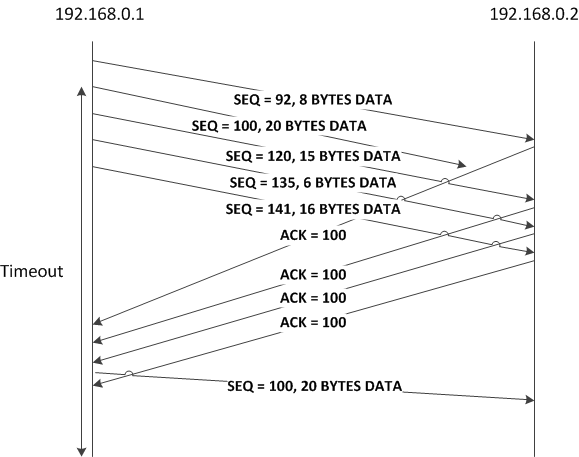 192.168.0.1
192.168.0.2
SEQ = 92, 8 BYTES DATA
SEQ = 100, 20 BYTES DATA
SEQ = 120, 15 BYTES DATA
SEQ = 135, 6 BYTES DATA
SEQ = 141, 16 BYTES DATA
ACK = 100
Timeout
ACK = 100
ACK = 100
ACK = 100
SEQ = 100, 20 BYTES DATA